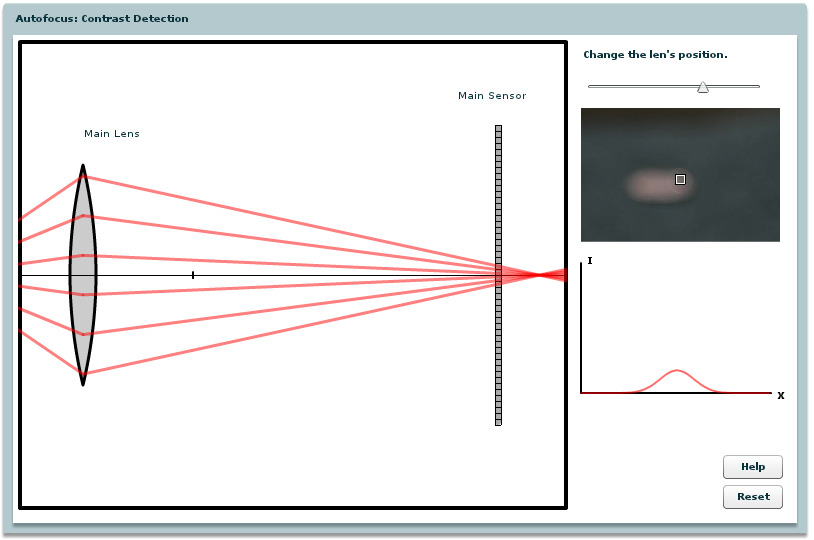 Autofocus: Contrast Detection
Change the len's position.
Main Sensor
Main Lens
I
X
Help
Reset